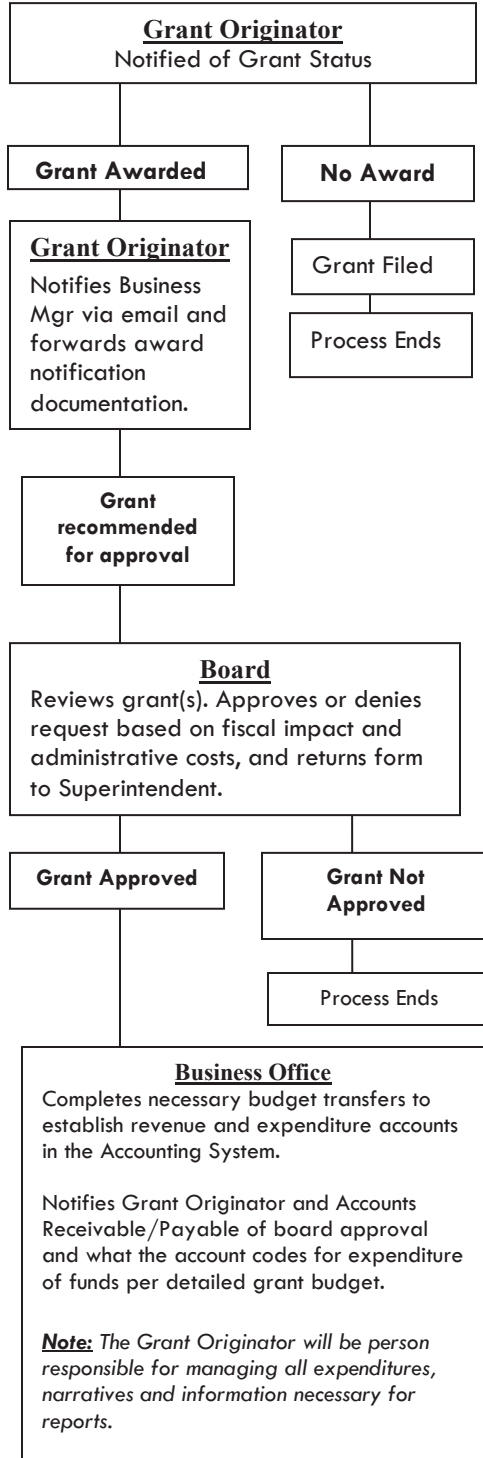 Grant Originator
Notified of Grant Status
Grant Awarded
No Award
Grant Originator
Notifies Business
Mgr via email and
forwards award
notification
documentation.
Grant Filed
Process Ends
Grant
recommended
for approval
Board
Reviews grant(s). Approves or denies
request based on fiscal impact and
administrative costs, and returns form
to Superintendent.
Grant Approved
Grant Not
Approved
Process Ends
Business Office
Completes necessary budget transfers to
establish revenue and expenditure accounts
in the Accounting System.
Notifies Grant Originator and Accounts
Receivable/Payable of board approval
and what the account codes for expenditure
of funds per detailed grant budget.
Note: The Grant Originator will be person
responsible for managing all expenditures,
narratives and information necessary for
reports.